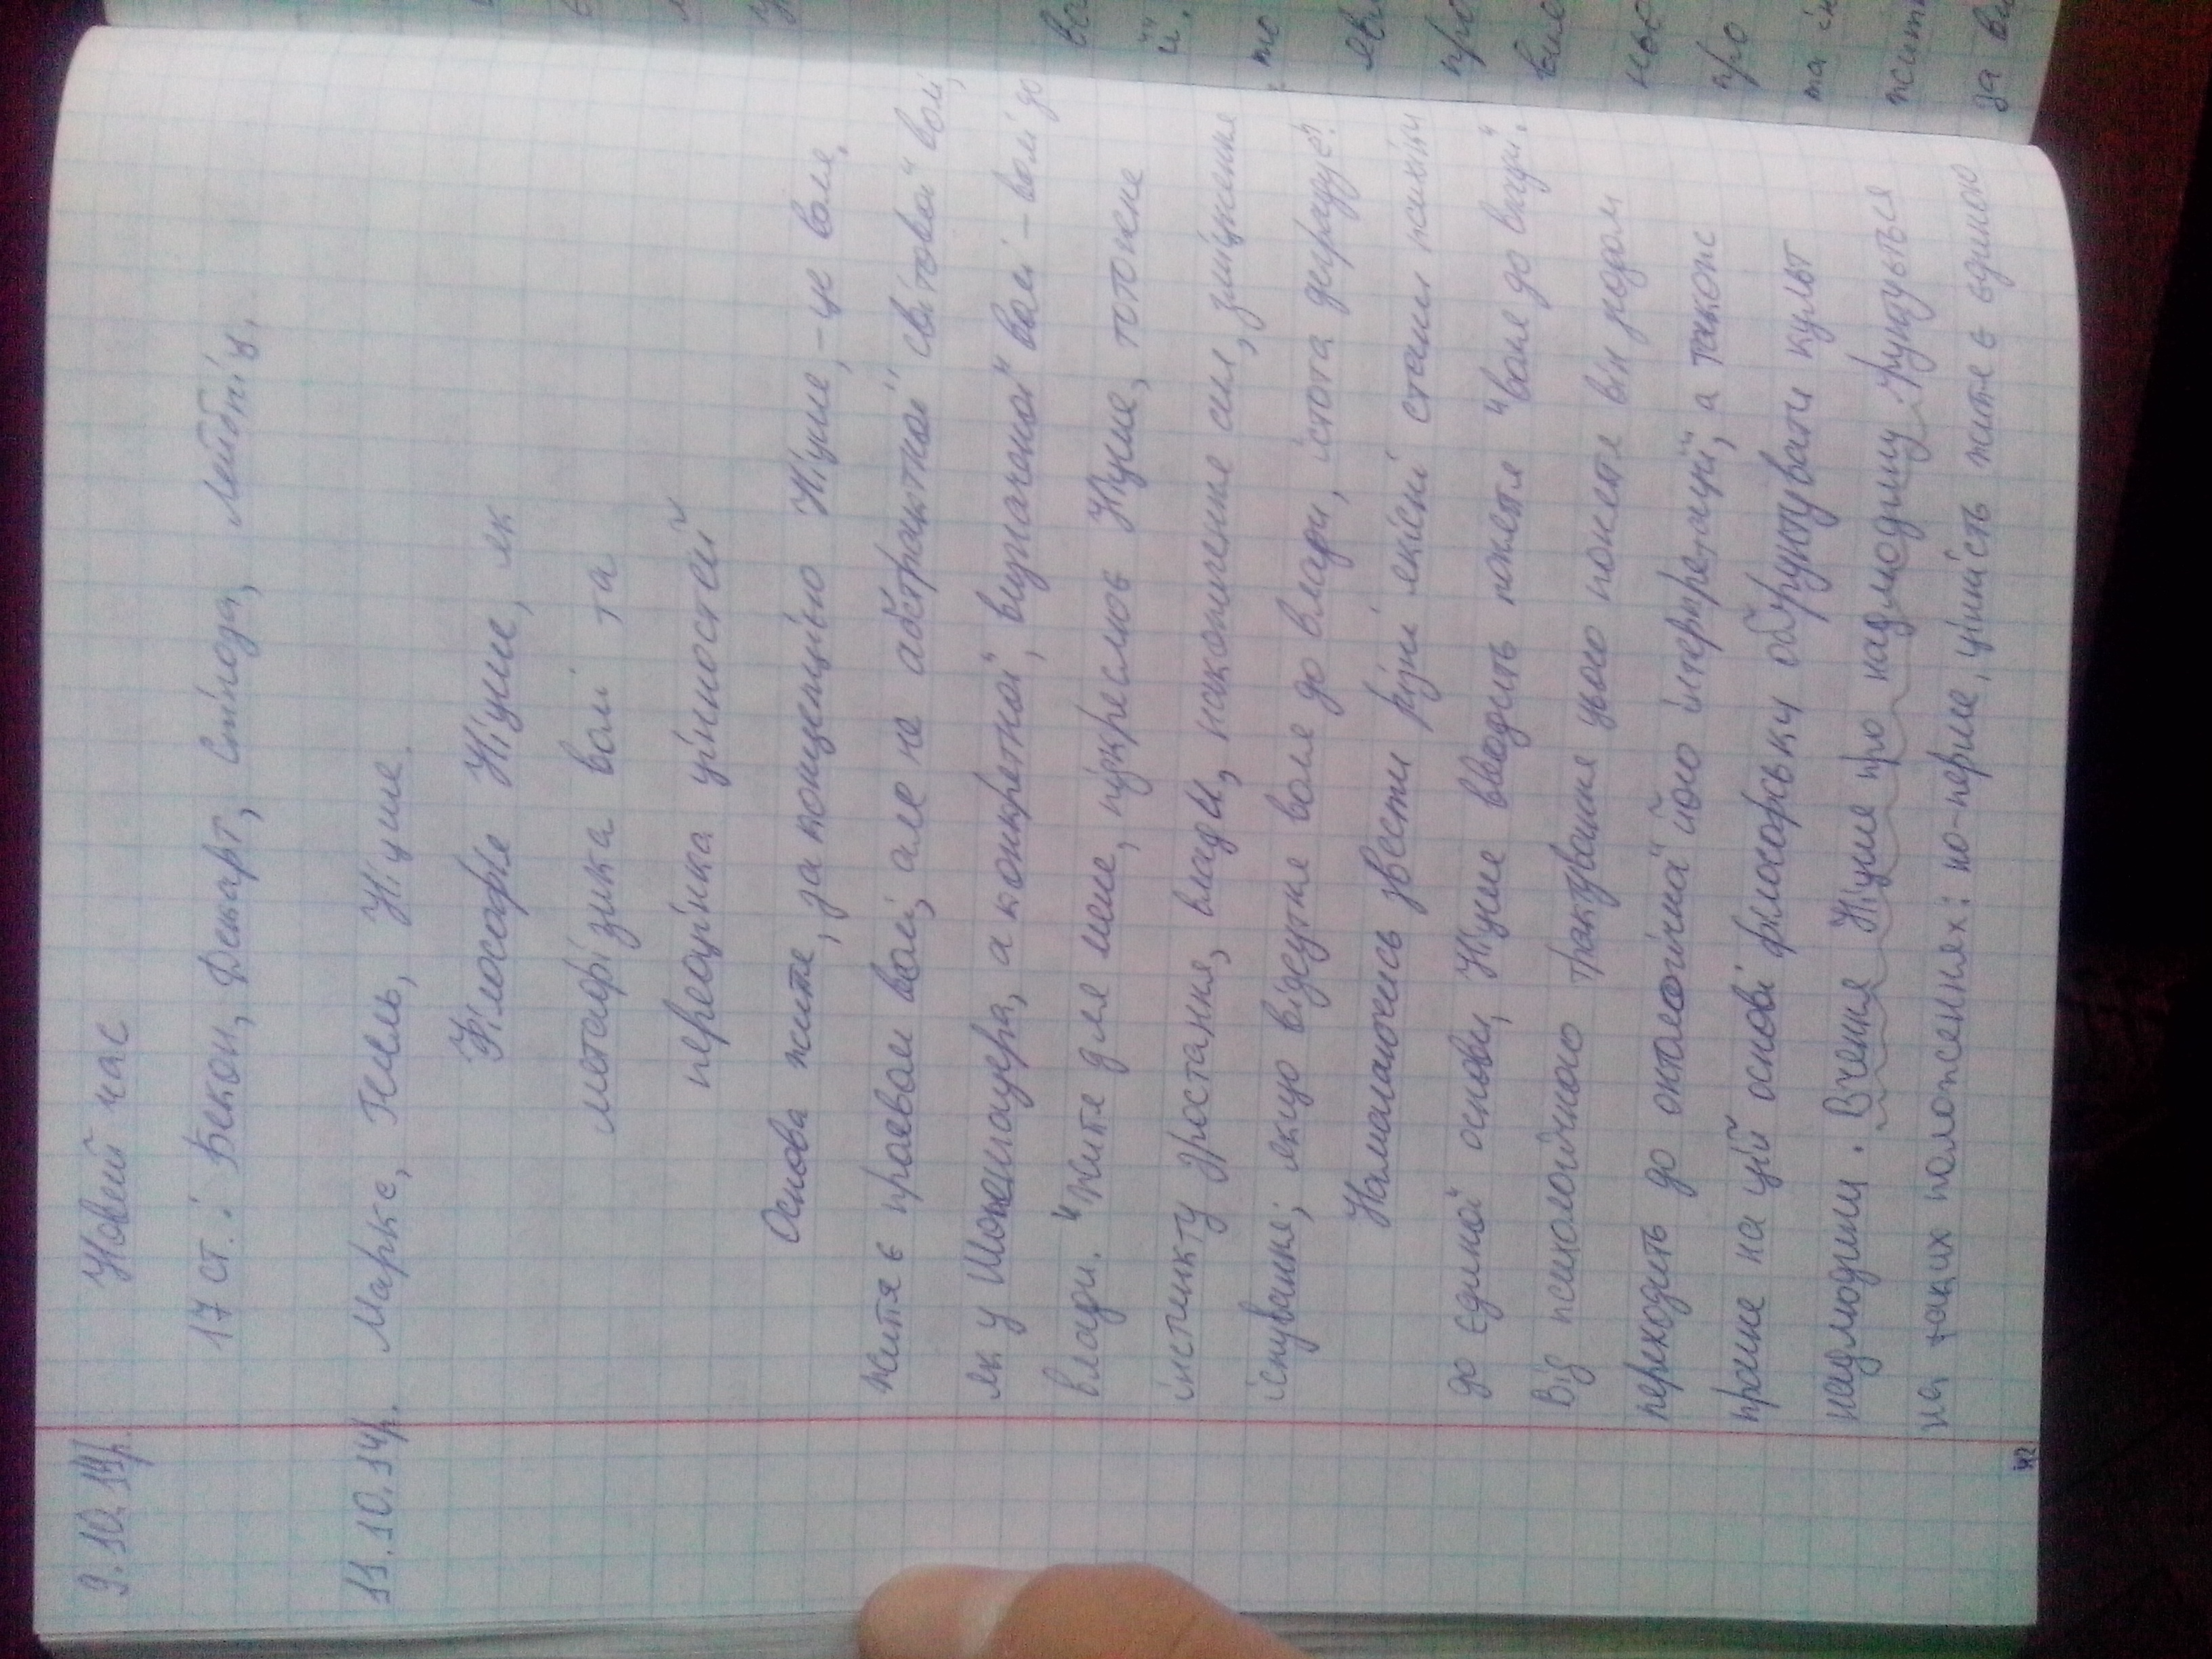 9.10.14р. Новий час
17 ст.: Бекон, Декарт, Спіноза, Лейбніц.
11.10.14р. Маркс, Гегель, Ніцше.
Філософія Ніцше, як
метафізика волі та
переоцінка цінностей
Основа життя, за концепцією Ніцше, – це воля,
життя є проявом волі, але не абстрактної світової волі,
як у Шопенгауера, а конкретної, визначеної волі – волі до
влади. "Життя для мене, підкреслює Ніцше, тотожне
інстинкту зростання, влади, накопичення сил, зміцнення
існування; якщо відсутня воля до влади, істота деградує".
Намагаючись звести різні якісні стани психіки
до єдиної основи, Ніцше вводить поняття "воля до влади".
Від психологічного трактування цього поняття він згодом
переходить до онтологічної його інтерпретації, а також
прагне на цій основі філософськи обґрунтувати культ
надлюдини. Вчення Ніцше про надлюдину ґрунтується
на таких положеннях: по-перше, цінність життя є єдиною
42